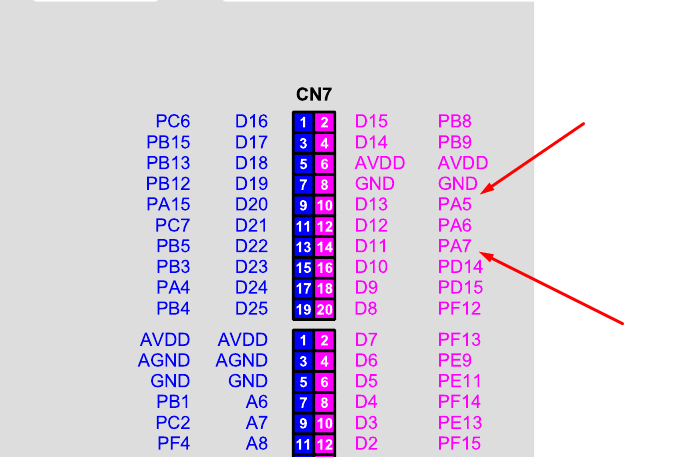 CN7
PC6 D16 1 2 D15 PB8
PB15 D17 3 4 D14 PB9
PB13 D18 5 6 AVDD AVDD
PB12 D19 7 8 GND GND
PA15 D20 9 10 D13 PA5
PC7 D21 11 12 D12 PA6
PB5 D22 13 14 D11 PA7
PB3 D23 15 16 D10 PD14
PA4 D24 17 18 D9 PD15
PB4 D25 19 20 D8 PF12
AVDD AVDD 1 2 D7 PF13
AGND AGND 3 4 D6 PE9
GND GND 5 6 D5 PE11
PB1 A6 7 8 D4 PF14
PC2 A7 9 10 D3 PE13
PF4 A8 11 12 D2 PF15